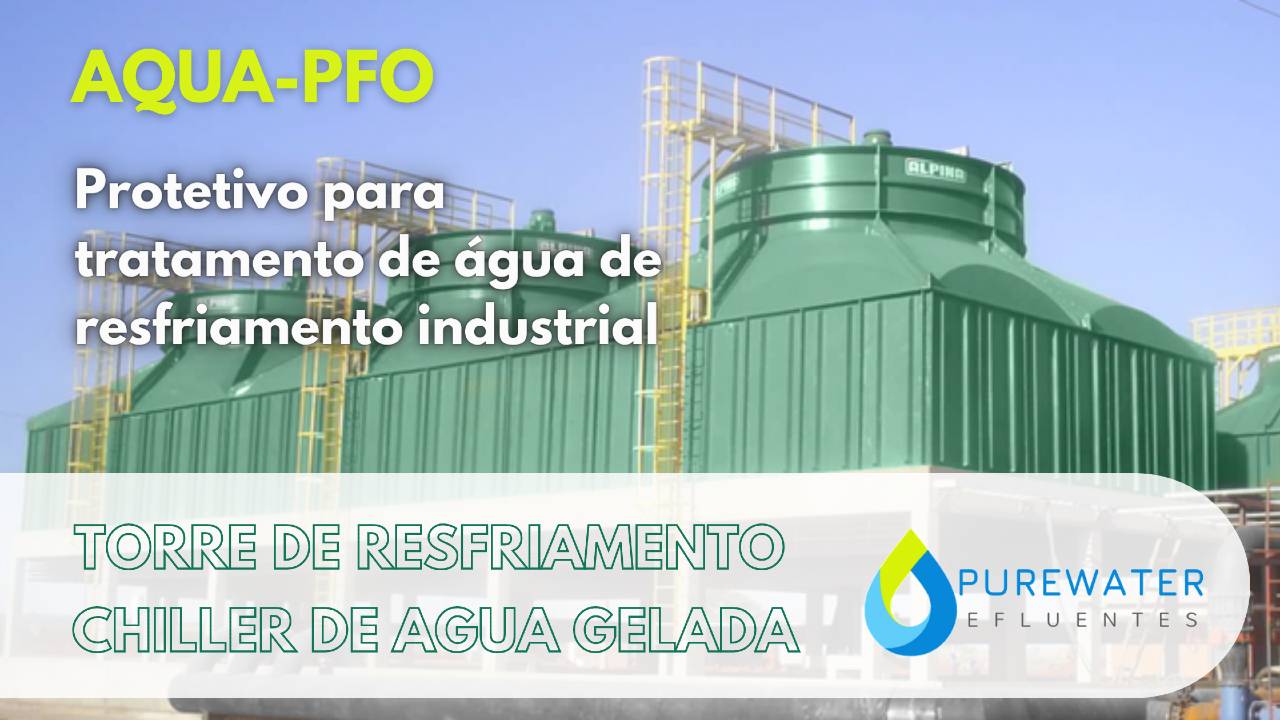 AQUA-PFO
Protetivo para
tratamento de água de
resfriamento industrial
ALPINA
ALPINA
TORRE DE RESFRIAMENTO
CHILLER DE AGUA GELADA
PUREWATER
EFLUENTES